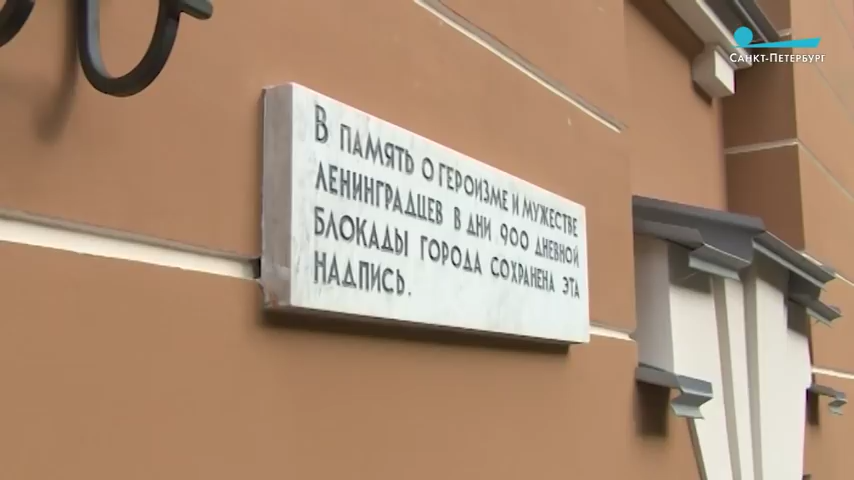 Санкт-Петербург
В ПАМЯТЬ О ГЕРОИЗМЕ И МУЖЕСТВЕ
ЛЕНИНГРАДЦЕВ В ДНИ 900 ДНЕВНОЙ
БЛОКАДЫ ГОРОДА СОХРАНЕНА ЭТА
НАДПИСЬ.